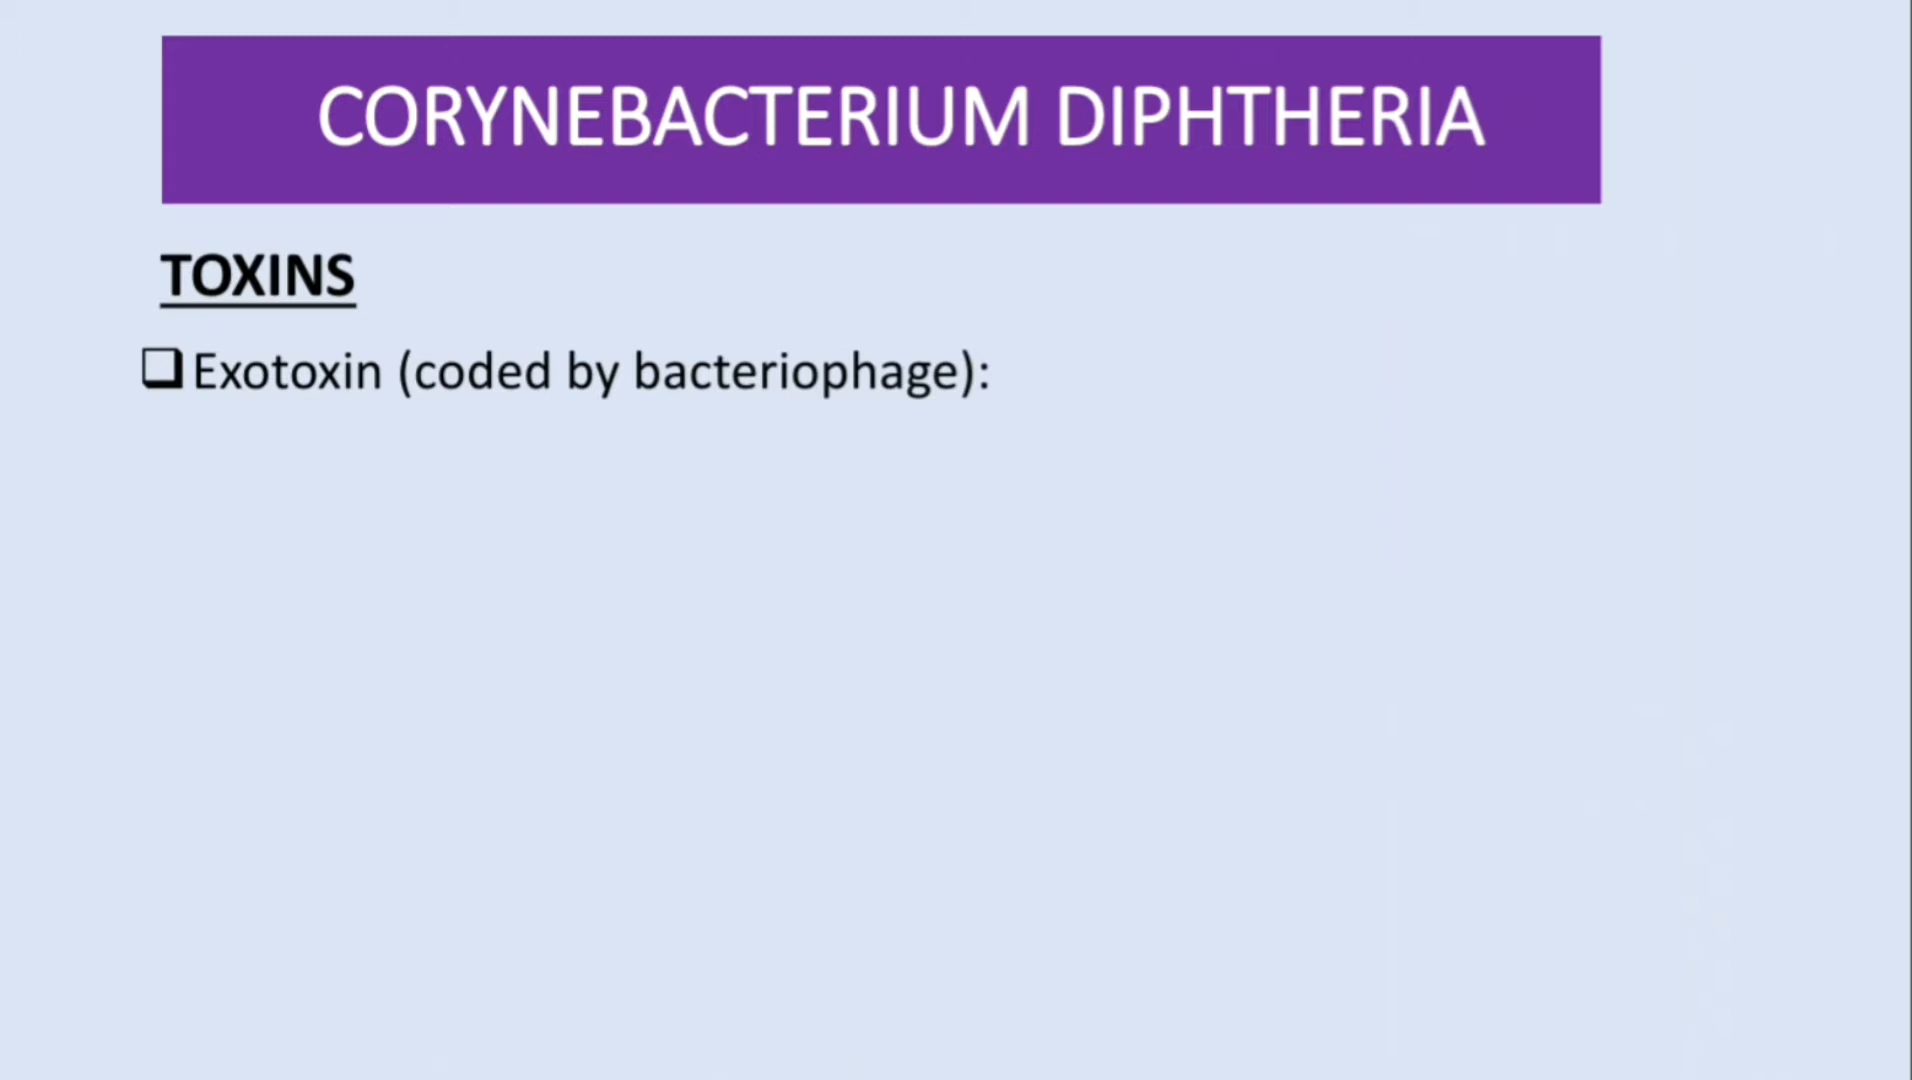 CORYNEBACTERIUM DIPHTHERIA
TOXINS
❑Exotoxin (coded by bacteriophage):